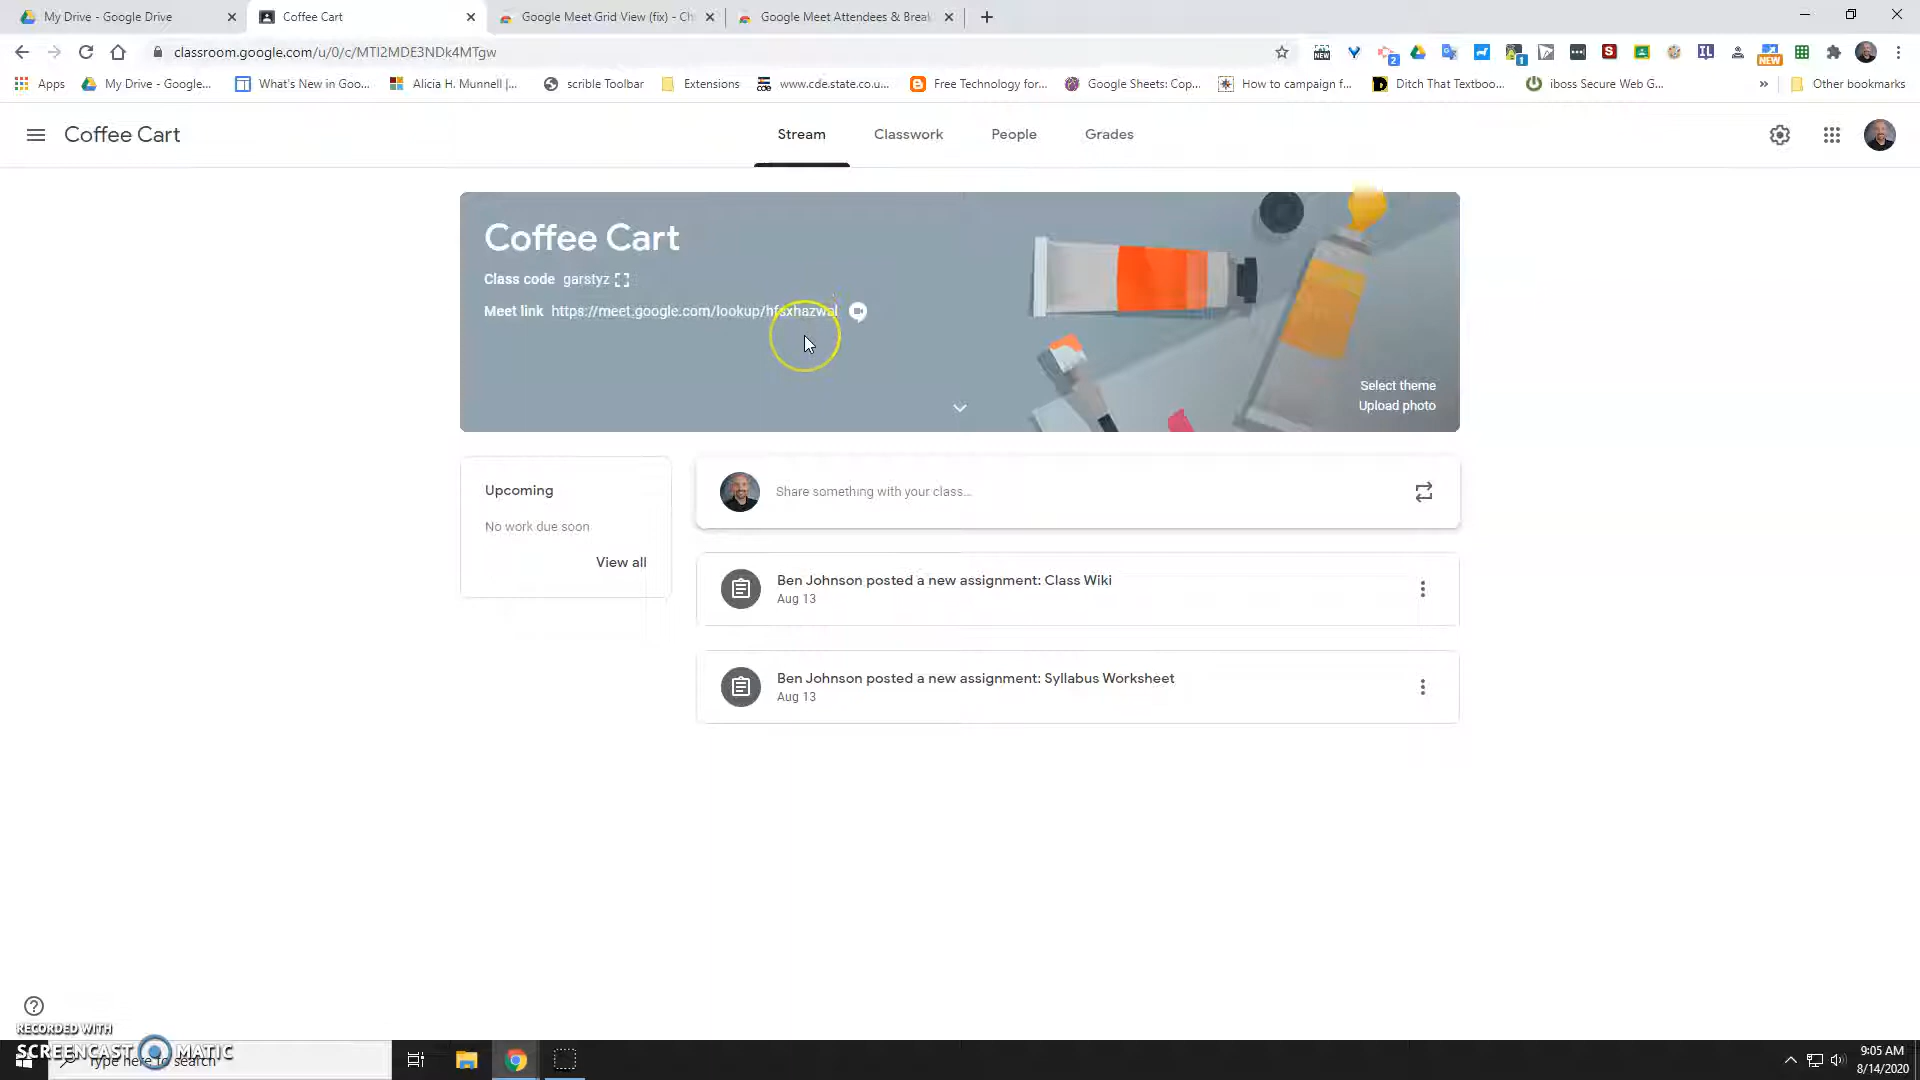 My Drive - Google Drive
Coffee Cart
Google Meet Grid View (fix) - Ch
Google Meet Attendees & Break
classroom.google.com/u/0/c/MTI2MDE3NDk4MTgw
Apps
My Drive - Google...
What's New in Goo...
Alicia H. Munnell |...
scrible Toolbar
Extensions
www.cde.state.co.u...
Free Technology for...
Google Sheets: Cop...
How to campaign f...
Ditch That Textboo...
iboss Secure Web G...
»
Other bookmarks
Coffee Cart
Stream
Classwork
People
Grades
Coffee Cart
Class code garstyz
Meet link
Select theme
Upload photo
Upcoming
No work due soon
View all
Share something with your class...
Ben Johnson posted a new assignment: Class Wiki
Aug 13
Ben Johnson posted a new assignment: Syllabus Worksheet
Aug 13
RECORDED WITH
SCREENCAST MATIC
Type here to search
9:05 AM
8/14/2020